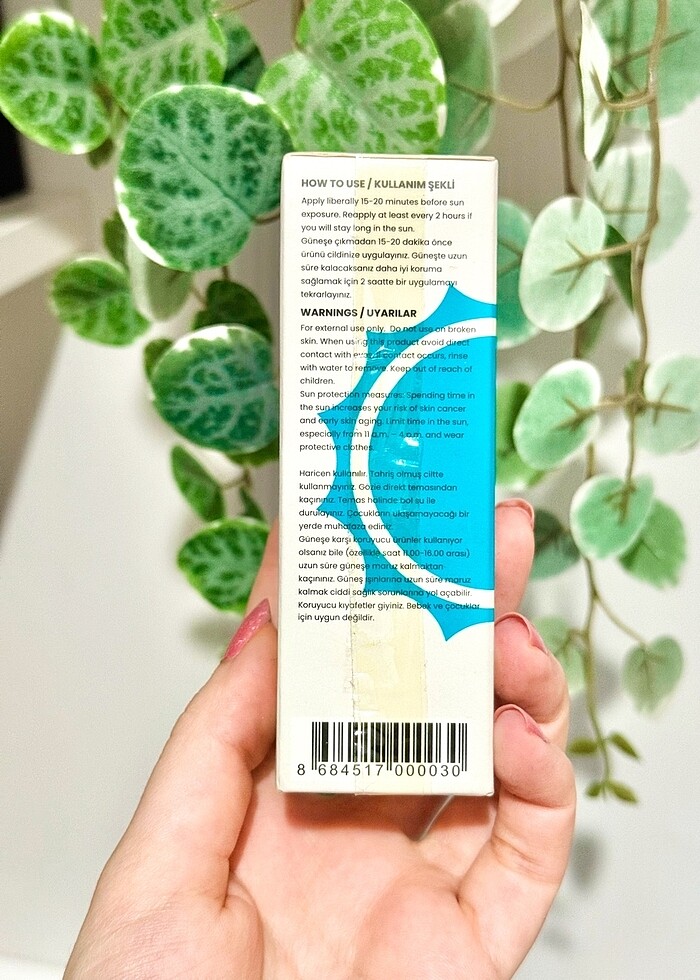 HOW TO USE / KULLANIM ŞEKLİ
Apply liberally 15-20 minutes before sun
exposure. Reapply at least every 2 hours if
you will stay long in the sun.
Güneşe çıkmadan 15-20 dakika önce
ürünü cildinize uygulayınız. Güneşte uzun
süre kalacaksanız daha iyi koruma
sağlamak için 2 saatte bir uygulamayı
tekrarlayınız.
WARNINGS / UYARILAR
For external use only. Do not use on broken
skin. When using this product avoid direct
contact with contact occurs, rinse
with water to remove. Keep out of reach of
children.
Sun protection measures: Spending time in
the sun increases your risk of skin cancer
and early skin aging. Limit time in the sun,
especially from 11 a.m. – 4 p.m. and wear
protective clothes.
Haricen kullanılır. Tahriş olmuş ciltte
kullanmayınız. Gözle direkt temasından
kaçınınız. Temas halinde bol su ile
durulayınız. Çocukların ulaşamayacağı bir
yerde muhafaza ediniz.
Güneşe karşı koruyucu ürünler kullanıyor
olsanız bile (özellikle saat 11.00-16.00 arası)
uzun süre güneşe maruz kalmaktan
kaçınınız. Güneş ışınlarına uzun süre maruz
kalmak ciddi sağlık sorunlarına yol açabilir.
Koruyucu kıyafetler giyiniz. Bebek ve çocuklar
için uygun değildir.
8 684517 000030